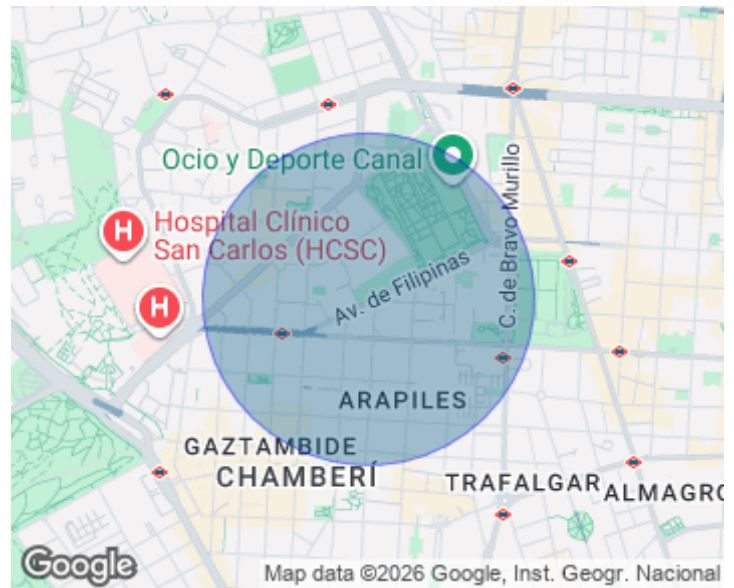 Ocio y Deporte Canal
Hospital Clínico
San Carlos (HCSC)
H
H
Av. de Filipinas
C. de Bravo Murillo
ARAPILES
GAZTAMBIDE
CHAMBERÍ
TRAFALGAR
ALMAGRO
Google
Map data ©2026 Google, Inst. Geogr. Nacional